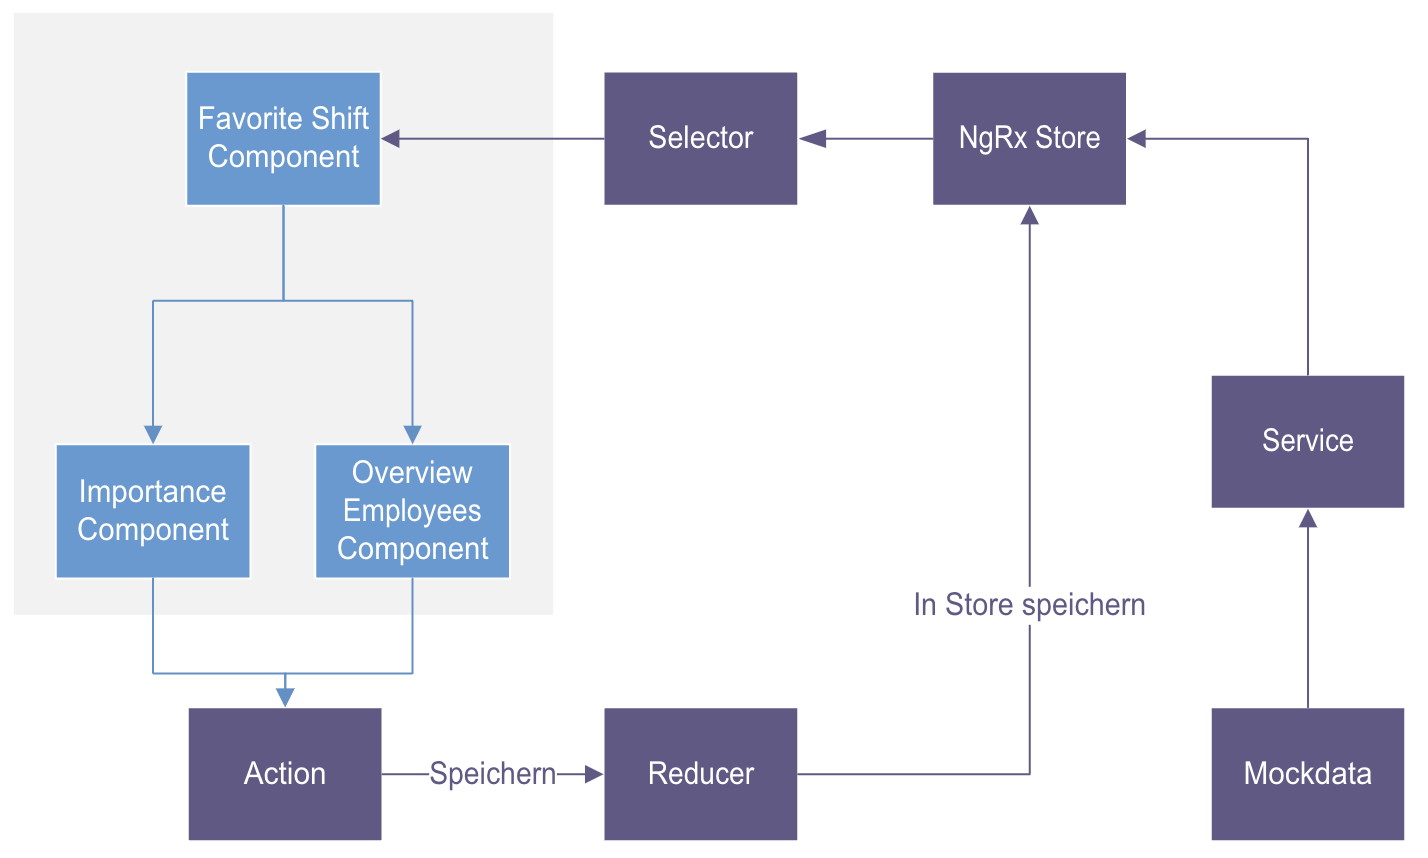 Favorite Shift
Component
Selector
NgRx Store
Service
Importance
Component
Overview
Employees
Component
In Store speichern
Action
Speichern
Reducer
Mockdata